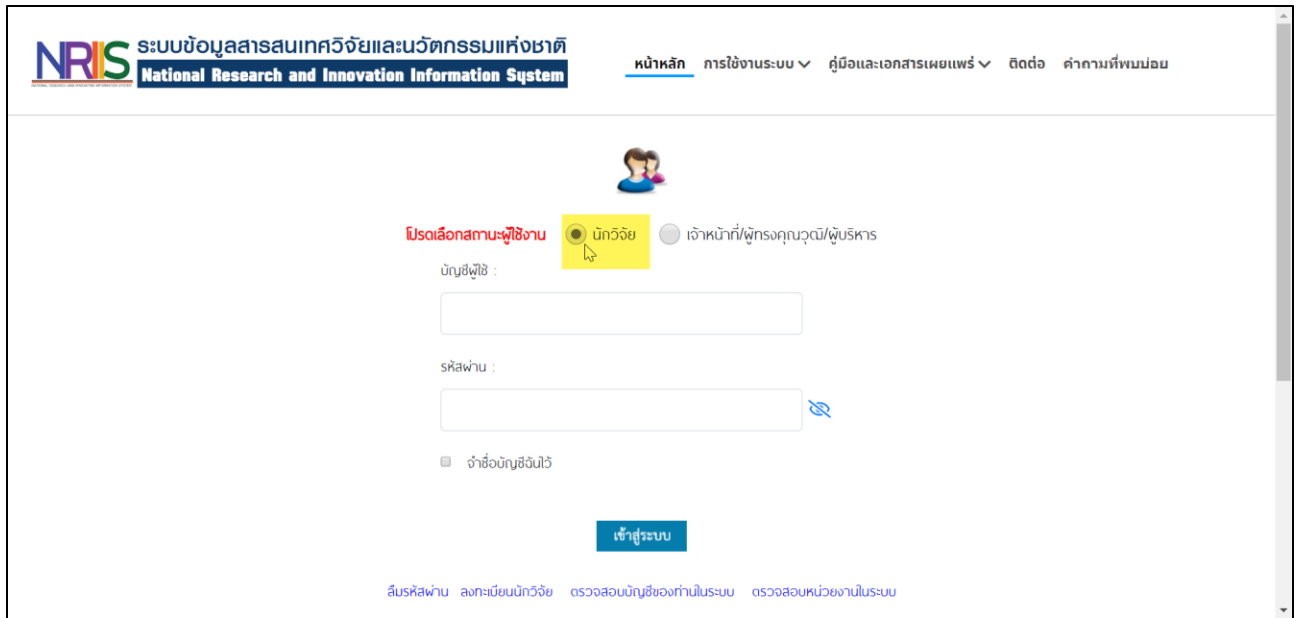 NRIIS ระบบข้อมูลสารสนเทศวิจัยและนวัตกรรมแห่งชาติ
National Research and Innovation Information System
หน้าหลัก การใช้งานระบบ คู่มือและเอกสารเผยแพร่ ติดต่อ คำถามที่พบบ่อย
โปรดเลือกสถานะผู้ใช้งาน นักวิจัย เจ้าหน้าที่/ผู้ทรงคุณวุฒิ/ผู้บริหาร
บัญชีผู้ใช้ :
รหัสผ่าน :
จำชื่อบัญชีฉันไว้
เข้าสู่ระบบ
ลืมรหัสผ่าน ลงทะเบียนนักวิจัย ตรวจสอบบัญชีของท่านในระบบ ตรวจสอบหน่วยงานในระบบ